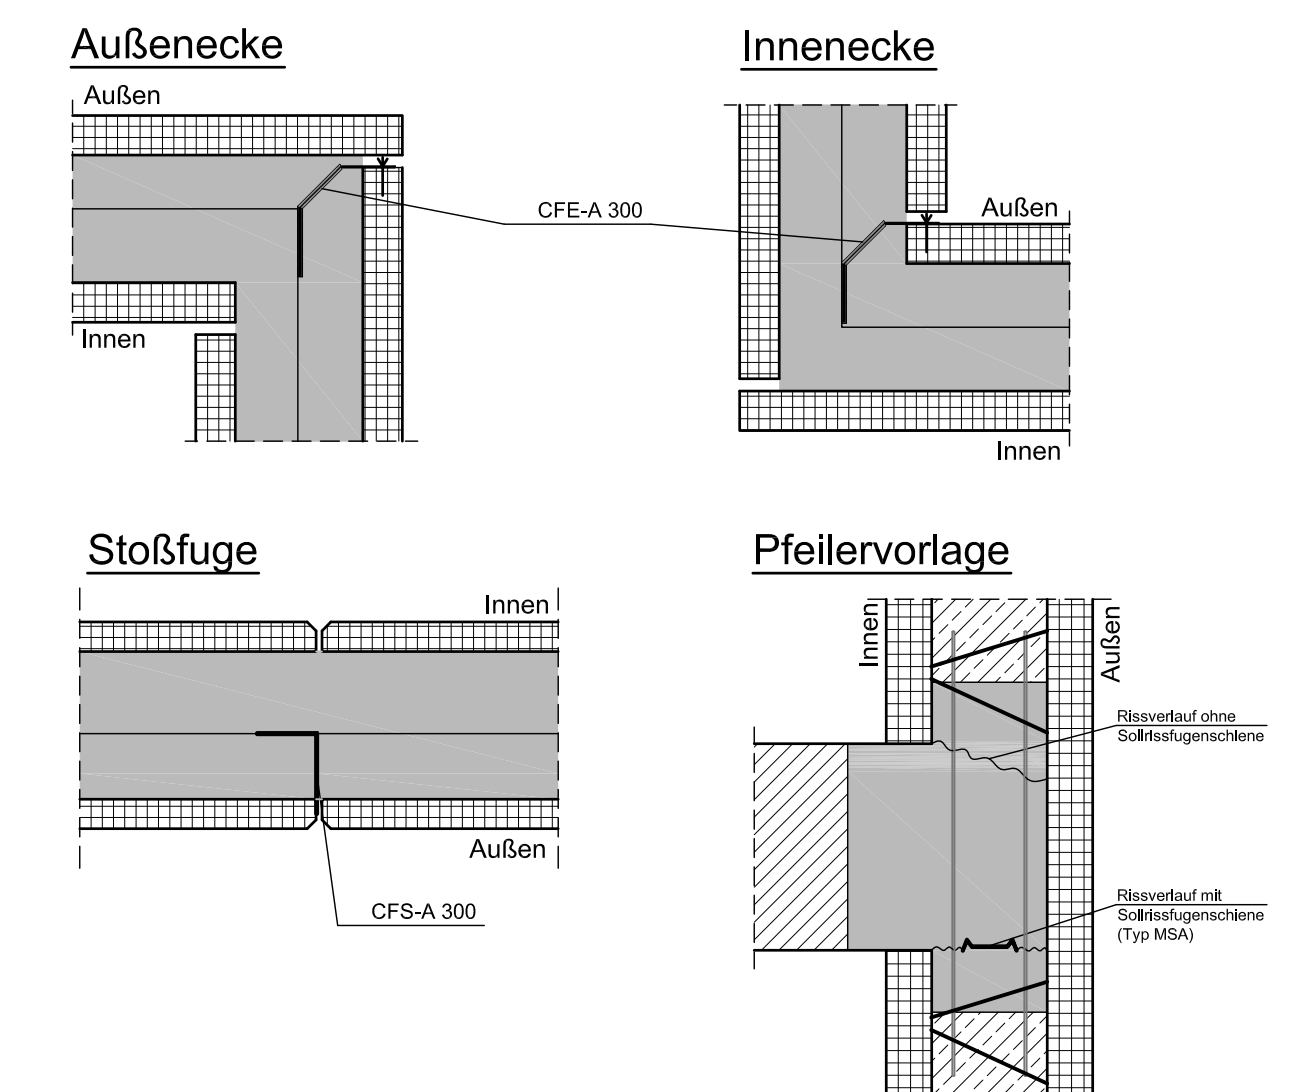 Außenecke
Innenecke
Außen
CFE-A 300
Außen
Innen
Innen
Stoßfuge
Pfeilervorlage
Innen
Innen
Außen
Rissverlauf ohne
Sollrissfugenschiene
Außen
CFS-A 300
Rissverlauf mit
Sollrissfugenschiene
(Typ MSA)